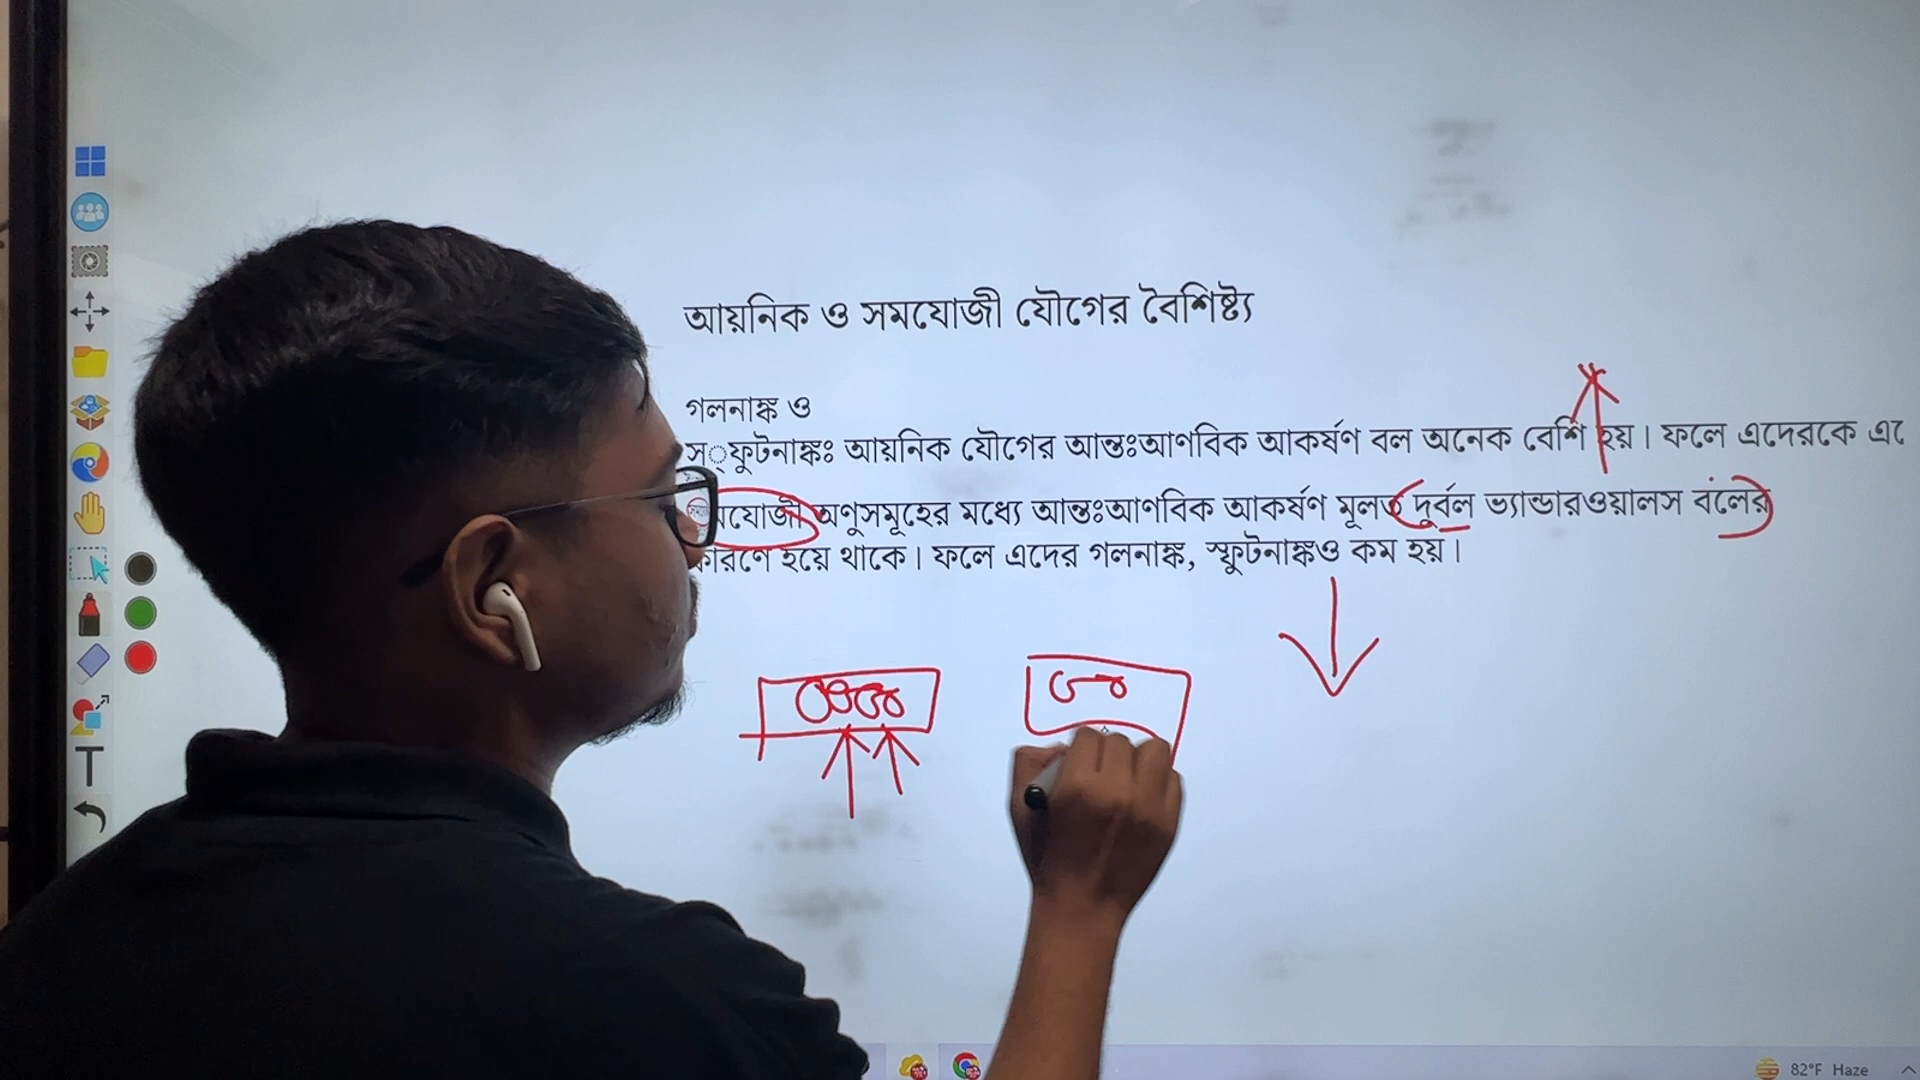 আয়নিক ও সমযোজী যৌগের বৈশিষ্ট্য
গলনাঙ্ক ও
স্ফুটনাঙ্কঃ আয়নিক যৌগের আন্তঃআণবিক আকর্ষণ বল অনেক বেশি হয়। ফলে এদেরকে
অণুসমূহের মধ্যে আন্তঃআণবিক আকর্ষণ মূলত দুর্বল ভ্যান্ডারওয়ালস বলের
কারণে হয়ে থাকে। ফলে এদের গলনাঙ্ক, স্ফুটনাঙ্কও কম হয়।
T
82°F Haze